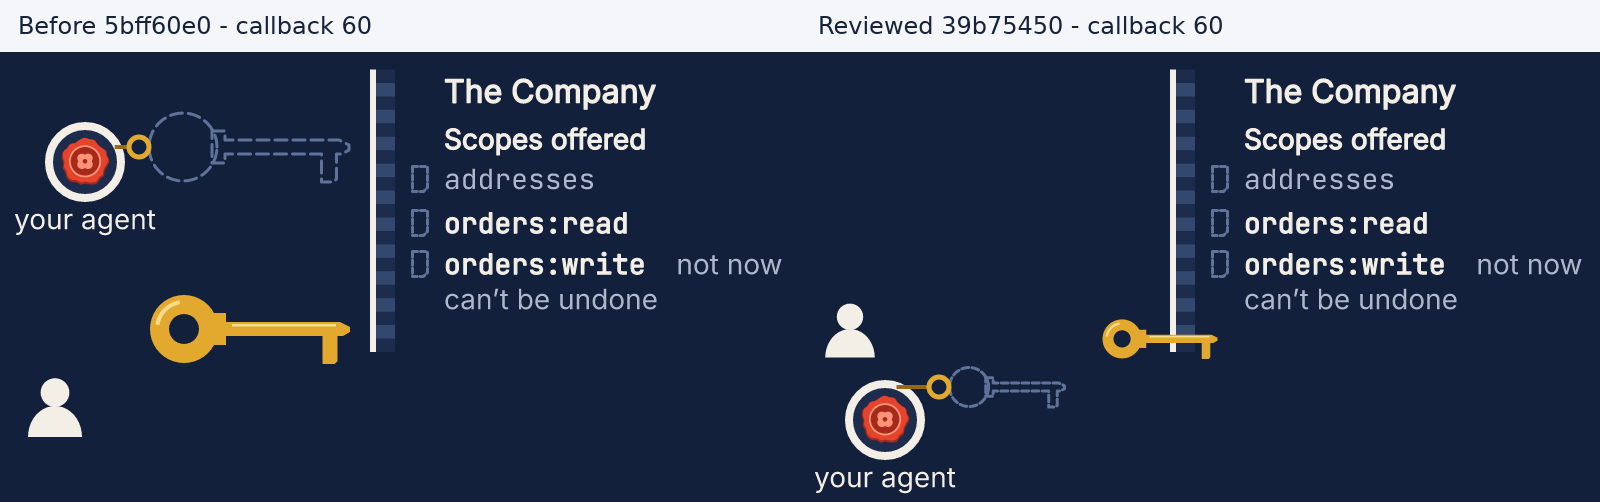 Before 5bff60e0 - callback 60
The Company
Scopes offered
addresses
orders:read
orders:write not now
can’t be undone
your agent
Reviewed 39b75450 - callback 60
The Company
Scopes offered
addresses
orders:read
orders:write not now
can’t be undone
your agent